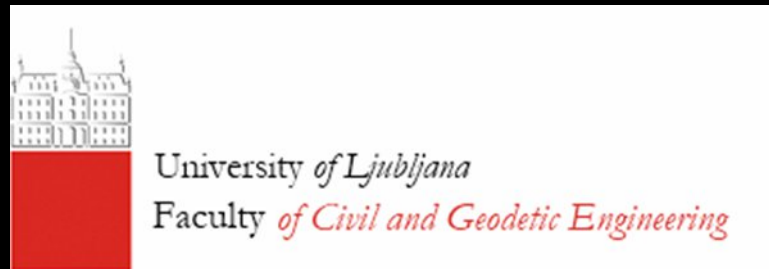 University of Ljubljana
Faculty of Civil and Geodetic Engineering